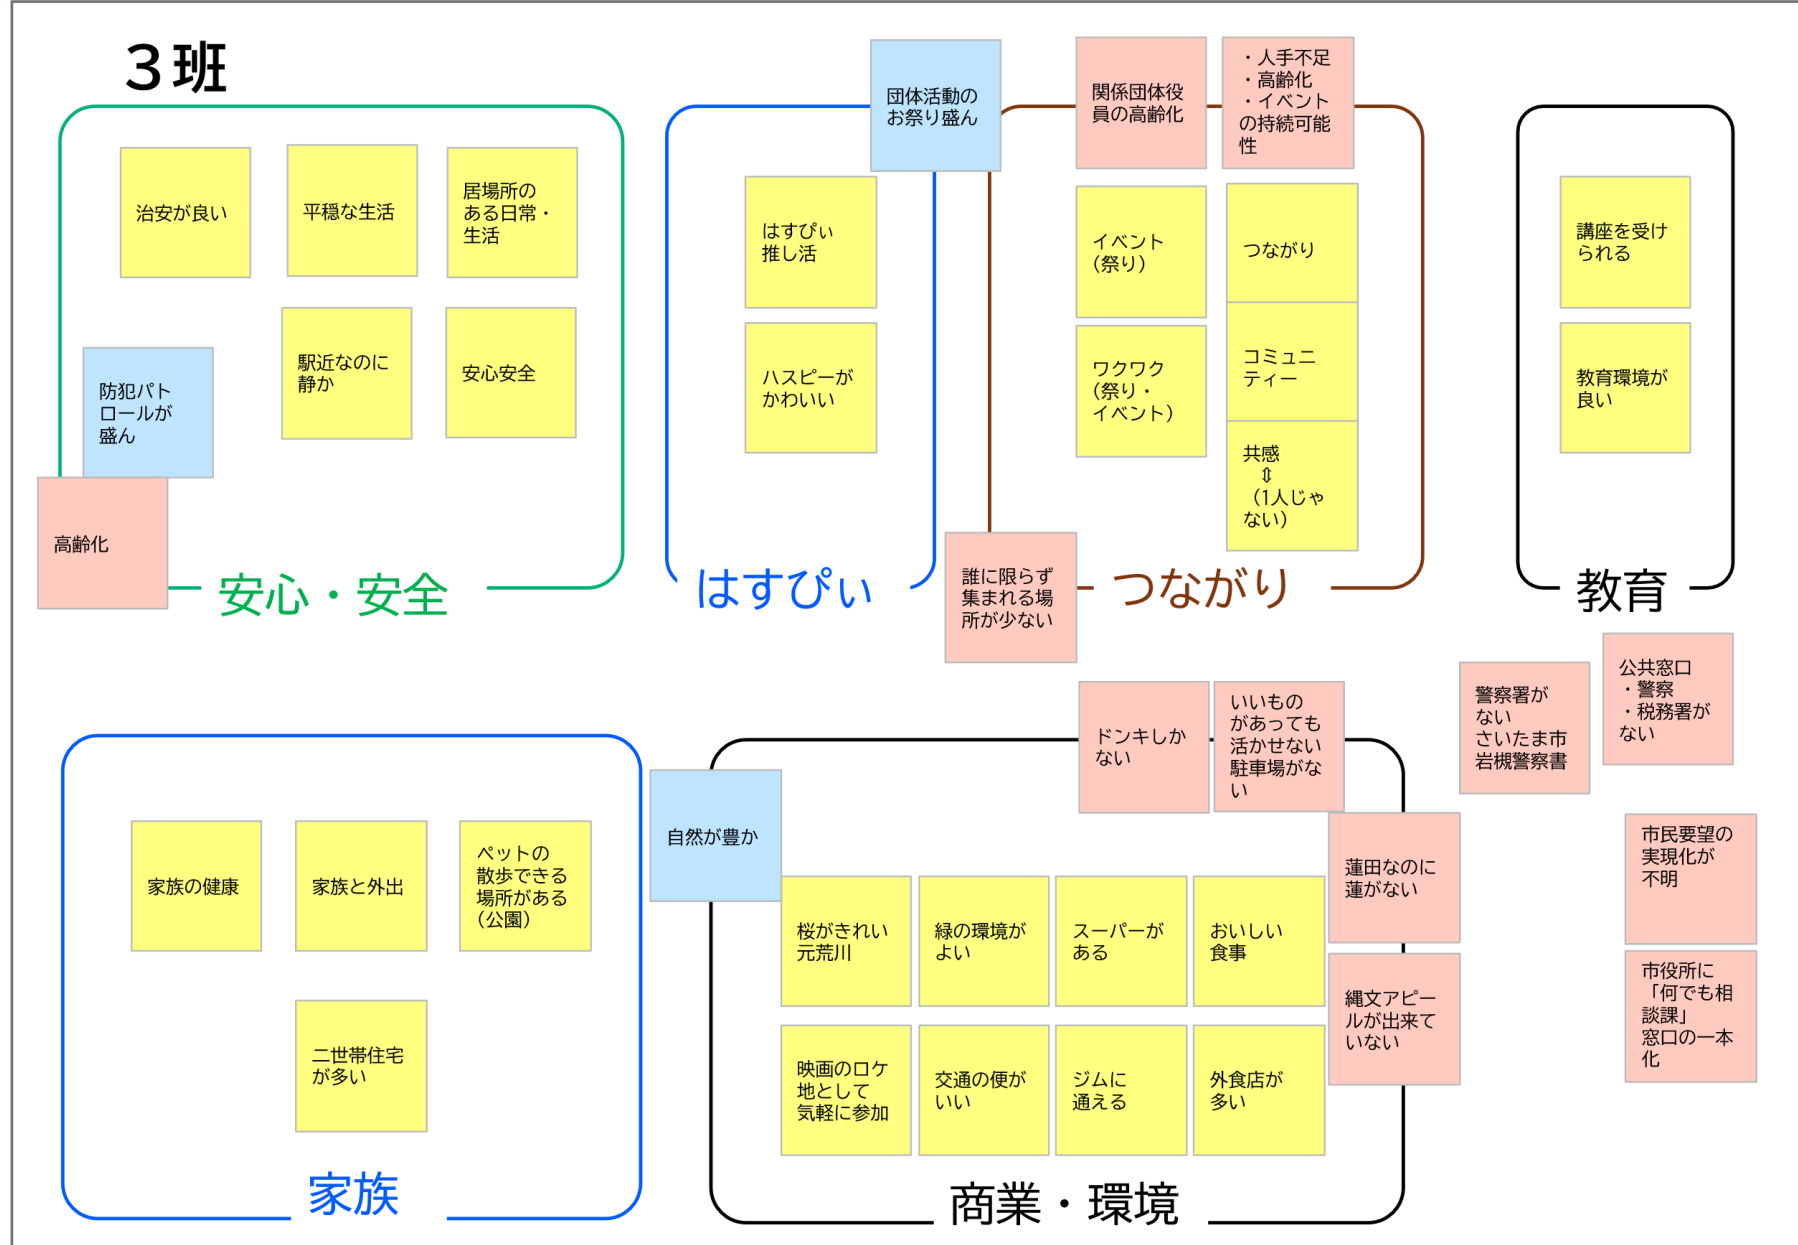 ３班
治安が良い
平穏な生活
居場所の
ある日常・
生活
駅近なのに
静か
安心安全
防犯パト
ロールが
盛ん
高齢化
安心・安全
団体活動の
お祭り盛ん
はすぴぃ
推し活
ハスピーが
かわいい
はすぴぃ
関係団体役
員の高齢化
・人手不足
・高齢化
・イベント
の持続可能
性
イベント
（祭り）
つながり
ワクワク
（祭り・
イベント）
コミュニ
ティー
共感
⇕
（1人じゃ
ない）
誰に限らず
集まれる場
所が少ない
つながり
講座を受け
られる
教育環境が
良い
教育
家族の健康
家族と外出
ペットの
散歩できる
場所がある
（公園）
二世帯住宅
が多い
家族
自然が豊か
ドンキしか
ない
いいもの
があっても
活かせない
駐車場がな
い
蓮田なのに
蓮がない
縄文アピー
ルが出来て
いない
桜がきれい
元荒川
緑の環境が
よい
スーパーが
ある
おいしい
食事
映画のロケ
地として
気軽に参加
交通の便が
いい
ジムに
通える
外食店が
多い
商業・環境
警察署が
ない
さいたま市
岩槻警察書
公共窓口
・警察
・税務署が
ない
市民要望の
実現化が
不明
市役所に
「何でも相
談課」
窓口の一本
化